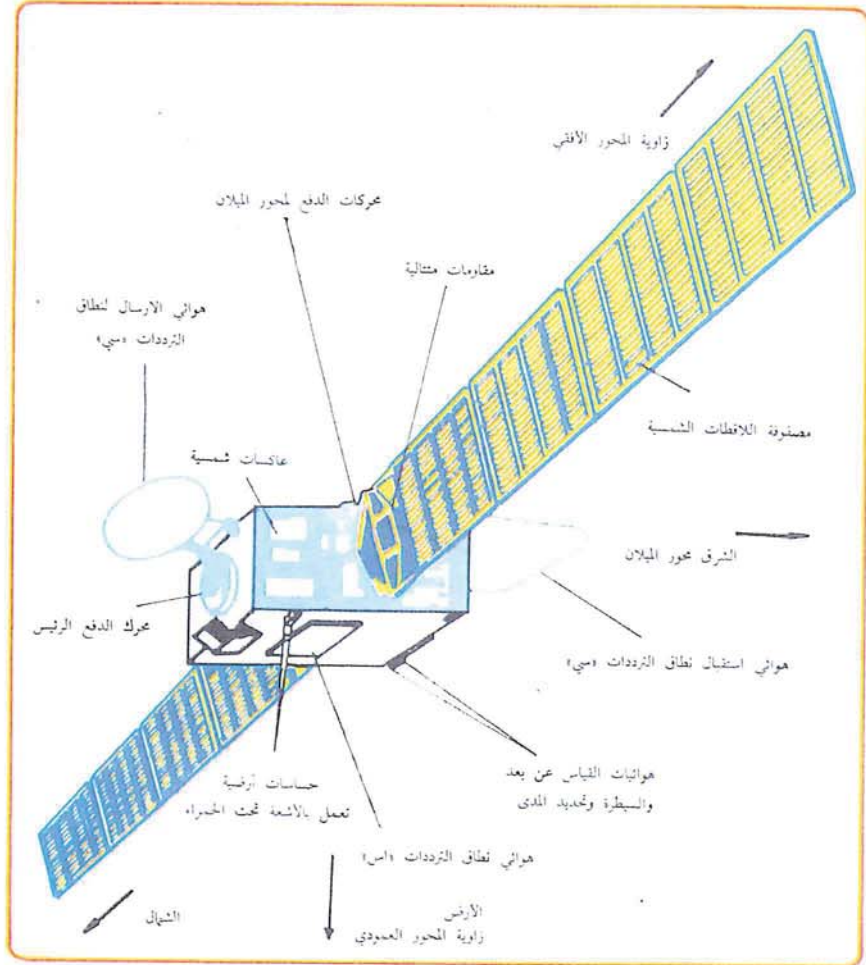 زاوية المحور الأفقي
محركات الدفع لمحور الميلان
مقاومات متتالية
هوائي الارسال لنطاق
الترددات «سي»
مصفوفة اللاقطات الشمسية
عاكسات شمسية
الشرق محور الميلان
محرك الدفع الرئيس
هوائي استقبال نطاق الترددات «سي»
هوائيات القياس عن بعد
والسيطرة وتحديد المدى
حساسات أرضية
تعمل بالاشعة تحت الحمراء
هوائي نطاق الترددات «اس»
الشمال
الأرض
زاوية المحور العمودي